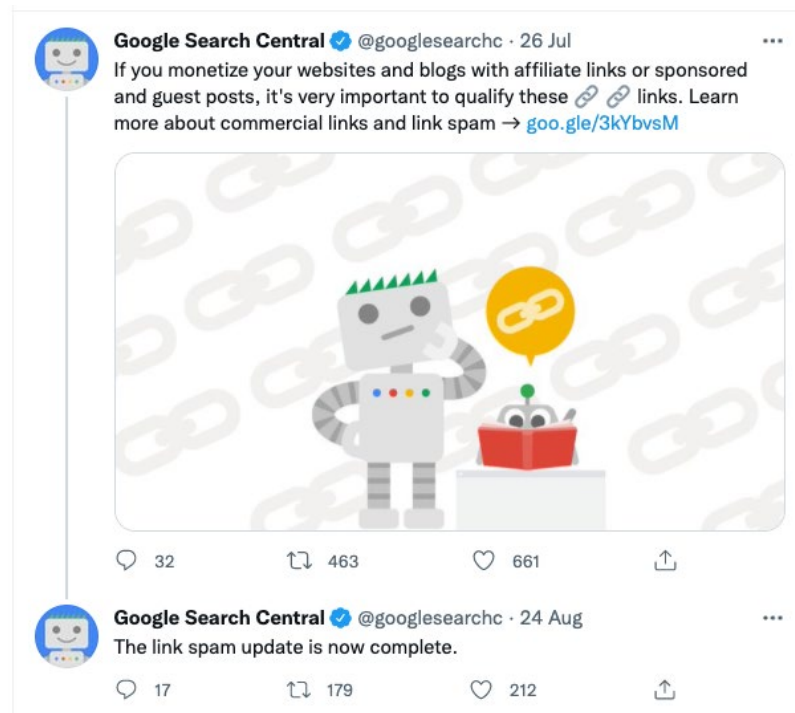 Google Search Central @googlesearchc · 26 Jul
If you monetize your websites and blogs with affiliate links or sponsored
and guest posts, it's very important to qualify these 🔗 🔗 links. Learn
more about commercial links and link spam → goo.gle/3kYbvsM
32 463 661
Google Search Central @googlesearchc · 24 Aug
The link spam update is now complete.
17 179 212